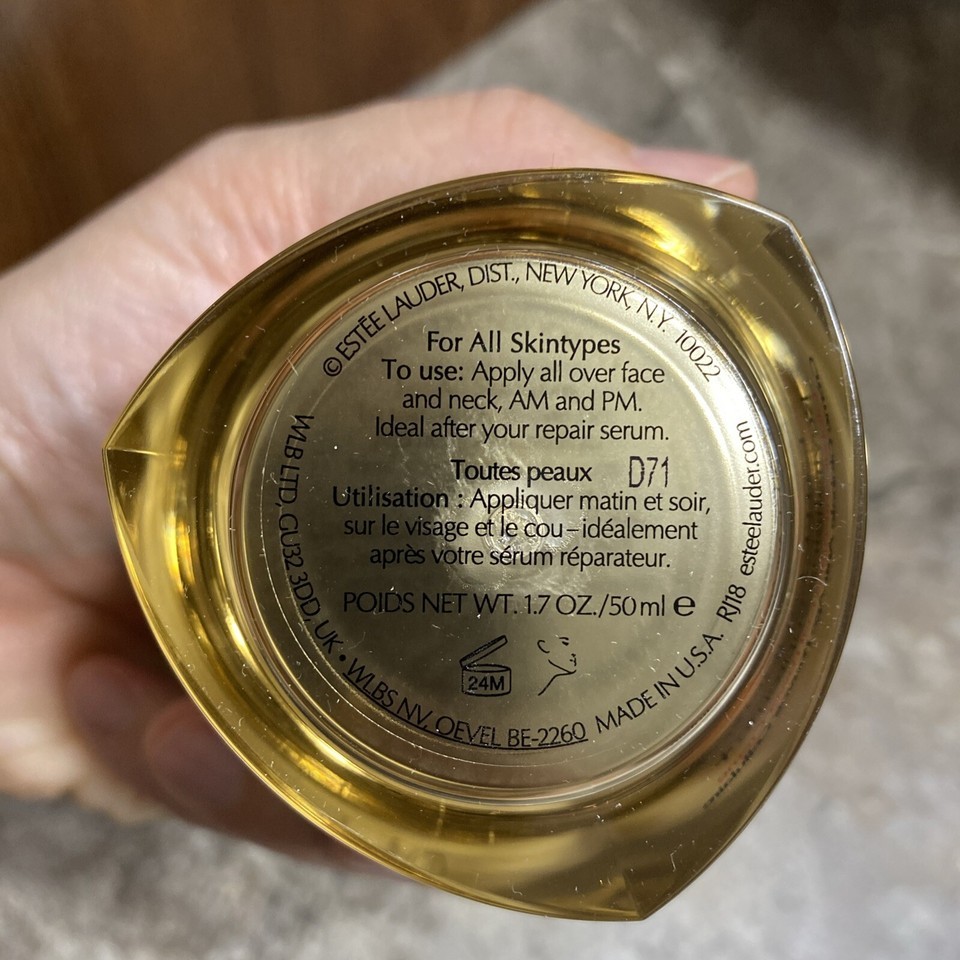 © ESTĒE LAUDER, DIST., NEW YORK, N.Y. 10022
For All Skintypes
To use: Apply all over face
and neck, AM and PM.
Ideal after your repair serum.
Toutes peaux D71
Utilisation : Appliquer matin et soir,
sur le visage et le cou – idéalement
après votre sérum réparateur.
POIDS NET WT. 1.7 OZ./50 ml e
24M
WLB LTD, GU32 3DD, UK • WLBS NV, OEVEL BE-2260 MADE IN U.S.A. RJ18 esteelauder.com